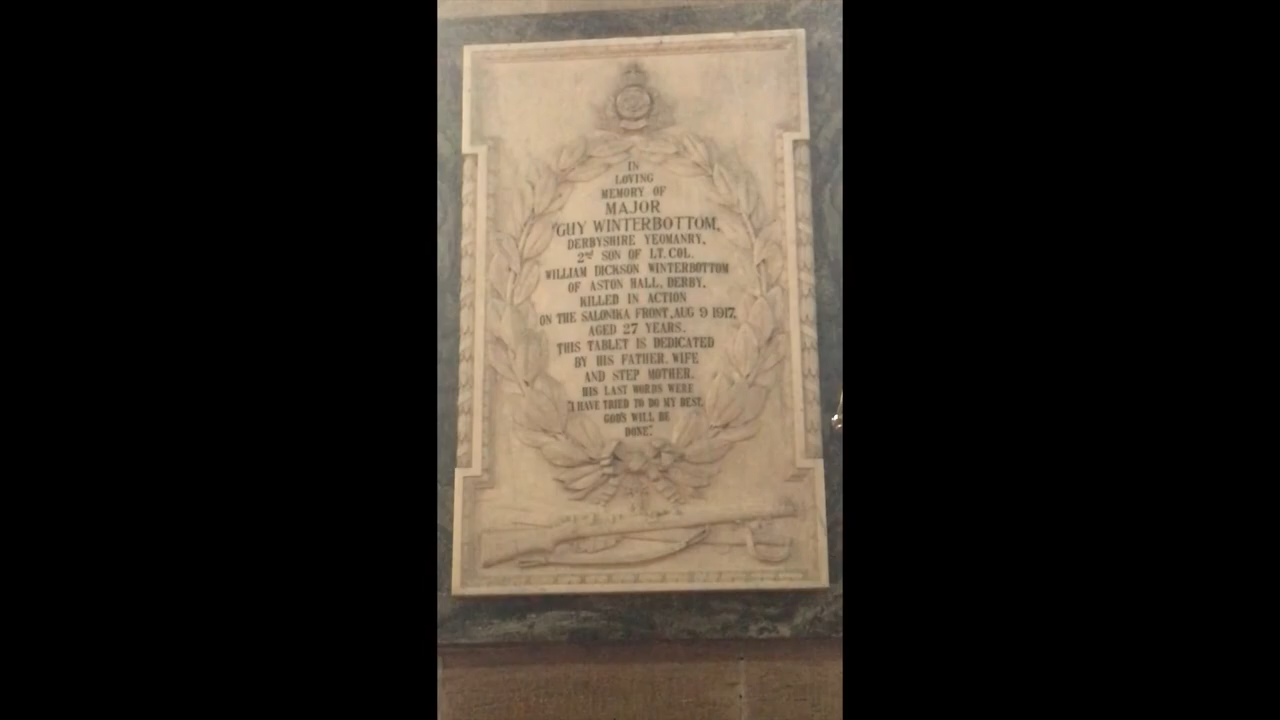 IN
LOVING
MEMORY OF
MAJOR
GUY WINTERBOTTOM,
DERBYSHIRE YEOMANRY,
2nd SON OF LT. COL.
WILLIAM DICKSON WINTERBOTTOM
OF ASTON HALL, DERBY,
KILLED IN ACTION
ON THE SALONIKA FRONT, AUG 9 1917,
AGED 27 YEARS.
THIS TABLET IS DEDICATED
BY HIS FATHER, WIFE
AND STEP MOTHER.
HIS LAST WORDS WERE
"I HAVE TRIED TO DO MY BEST,
GOD'S WILL BE
DONE."